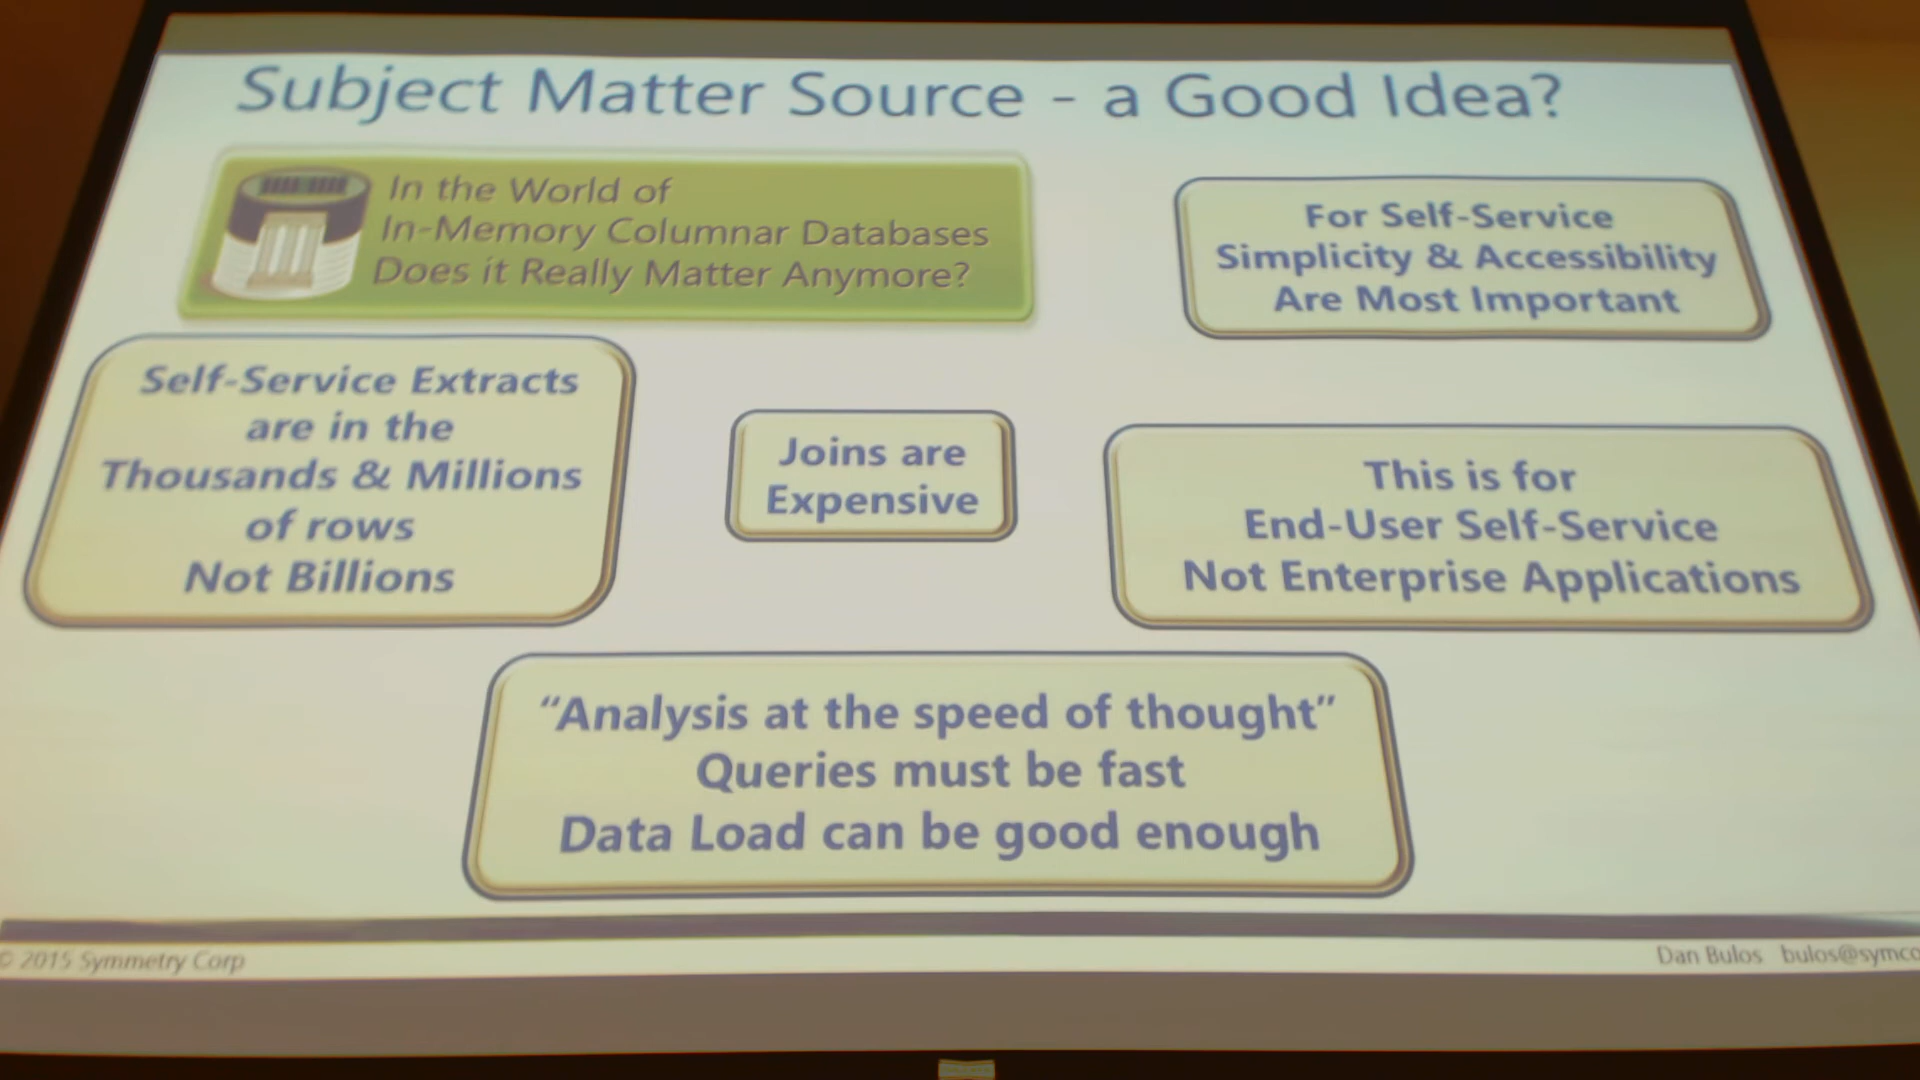 Subject Matter Source - a Good Idea?
In the World of
In-Memory Columnar Databases
Does it Really Matter Anymore?
For Self-Service
Simplicity & Accessibility
Are Most Important
Self-Service Extracts
are in the
Thousands & Millions
of rows
Not Billions
Joins are
Expensive
This is for
End-User Self-Service
Not Enterprise Applications
“Analysis at the speed of thought”
Queries must be fast
Data Load can be good enough
© 2015 Symmetry Corp
Dan Bulos bulos@symco